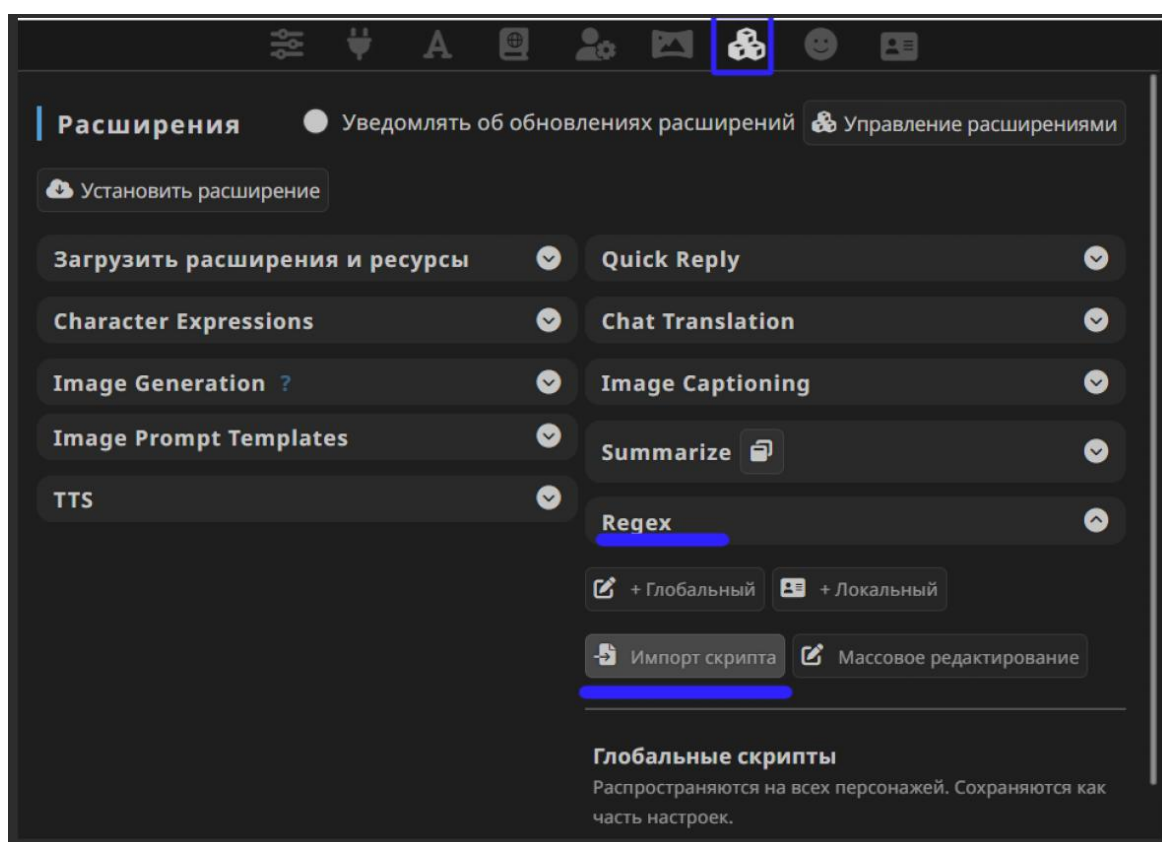 Расширения
Уведомлять об обновлениях расширений
Управление расширениями
Установить расширение
Загрузить расширения и ресурсы
Character Expressions
Image Generation ?
Image Prompt Templates
TTS
Quick Reply
Chat Translation
Image Captioning
Summarize
Regex
+ Глобальный
+ Локальный
Импорт скрипта
Массовое редактирование
Глобальные скрипты
Распространяются на всех персонажей. Сохраняются как
часть настроек.